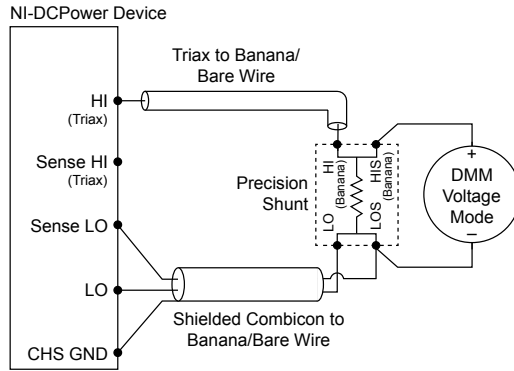 NI-DCPower Device
Triax to Banana/
Bare Wire
HI
(Triax)
Sense HI
(Triax)
Sense LO
LO
CHS GND
Precision
Shunt
HI
(Banana)
HIS
(Banana)
LO
LOS
+
DMM
Voltage
Mode
–
Shielded Combicon to
Banana/Bare Wire